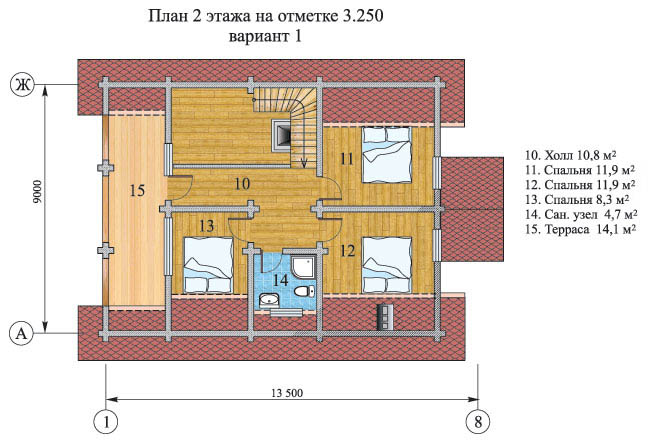 План 2 этажа на отметке 3.250
вариант 1
Ж
9000
А
15
10
11
13
12
14
10. Холл 10,8 м²
11. Спальня 11,9 м²
12. Спальня 11,9 м²
13. Спальня 8,3 м²
14. Сан. узел 4,7 м²
15. Терраса 14,1 м²
13 500
1
8